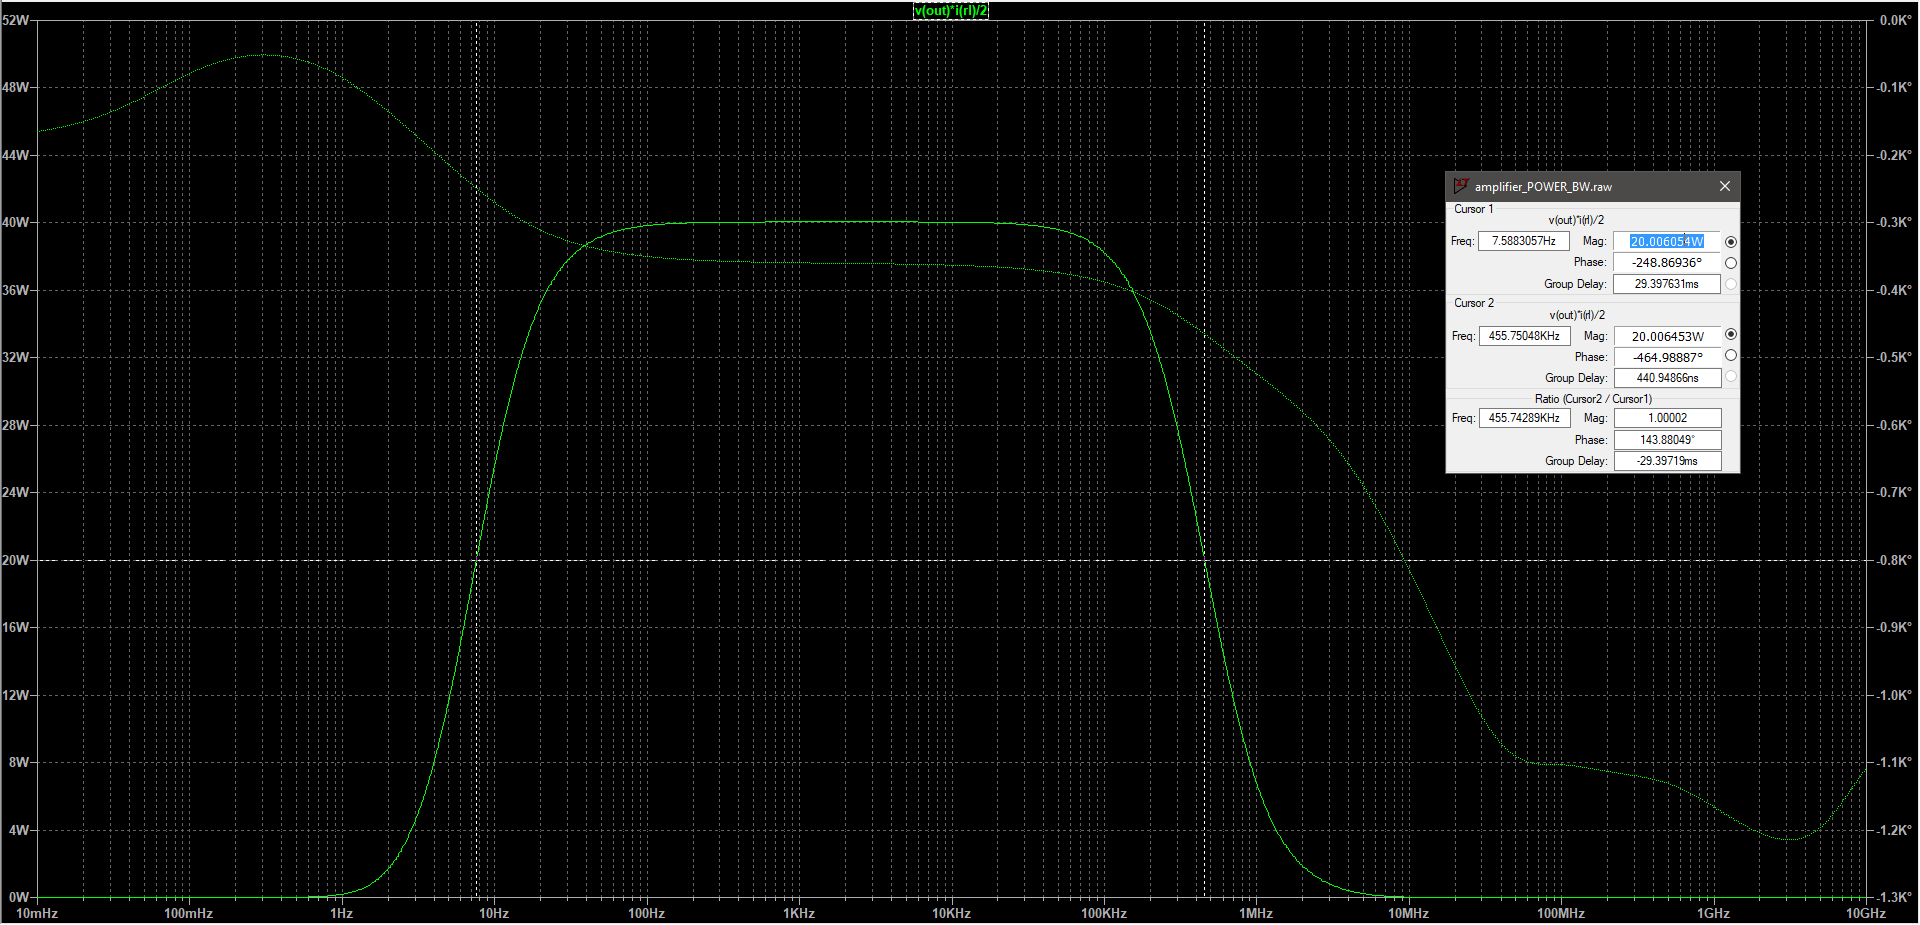 v(out)*i(rl)/2
52W
48W
44W
40W
36W
32W
28W
24W
20W
16W
12W
8W
4W
0W
0.0K°
-0.1K°
-0.2K°
-0.3K°
-0.4K°
-0.5K°
-0.6K°
-0.7K°
-0.8K°
-0.9K°
-1.0K°
-1.1K°
-1.2K°
-1.3K°
10mHz 100mHz 1Hz 10Hz 100Hz 1KHz 10KHz 100KHz 1MHz 10MHz 100MHz 1GHz 10GHz
amplifier_POWER_BW.raw
Cursor 1
v(out)*i(rl)/2
Freq: 7.5883057Hz Mag: 20.006054W
Phase: -248.86936°
Group Delay: 29.397631ms
Cursor 2
v(out)*i(rl)/2
Freq: 455.75048KHz Mag: 20.006453W
Phase: -464.98887°
Group Delay: 440.94866ns
Ratio (Cursor2 / Cursor1)
Freq: 455.74289KHz Mag: 1.00002
Phase: 143.88049°
Group Delay: -29.39719ms